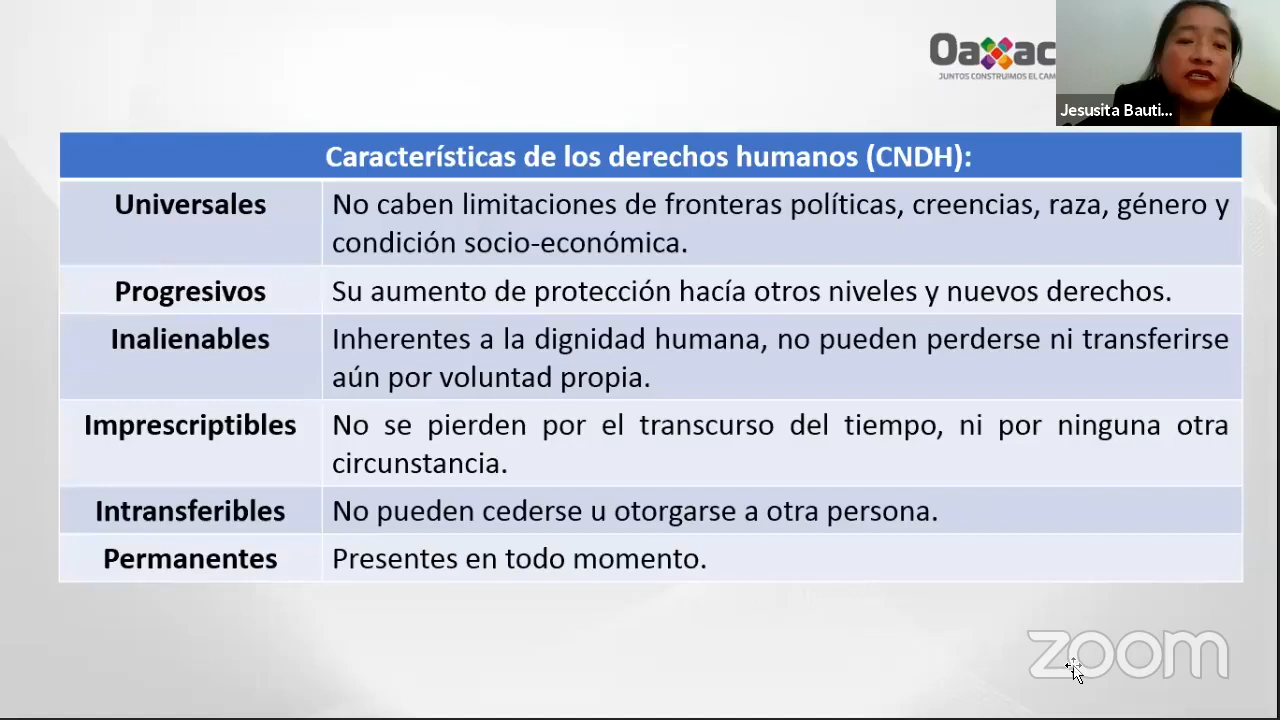 Oaxac
JUNTOS CONSTRUIMOS EL CAM
Jesusita Bauti...
Características de los derechos humanos (CNDH):
Universales
No caben limitaciones de fronteras políticas, creencias, raza, género y
condición socio-económica.
Progresivos
Su aumento de protección hacía otros niveles y nuevos derechos.
Inalienables
Inherentes a la dignidad humana, no pueden perderse ni transferirse
aún por voluntad propia.
Imprescriptibles
No se pierden por el transcurso del tiempo, ni por ninguna otra
circunstancia.
Intransferibles
No pueden cederse u otorgarse a otra persona.
Permanentes
Presentes en todo momento.
zoom